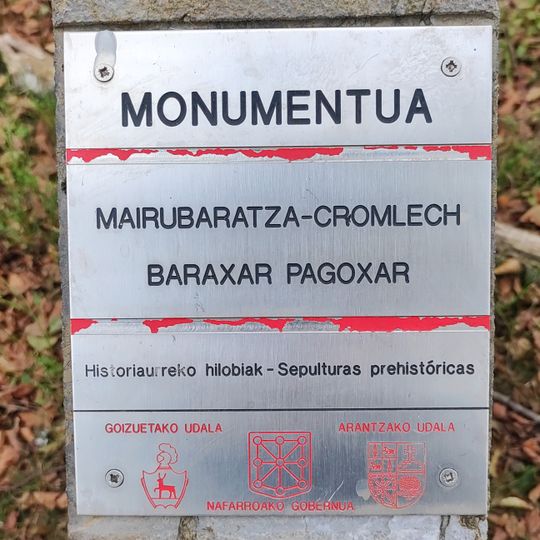 MONUMENTUA
MAIRUBARATZA-CROMLECH
BARAXAR PAGOXAR
Historiaurreko hilobiak - Sepulturas prehistóricas
GOIZUETAKO UDALA
ARANTZAKO UDALA
NAFARROAKO GOBERNUA